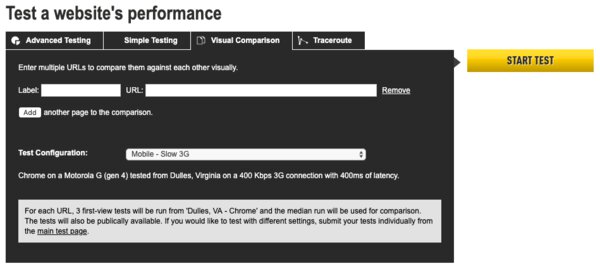 Test a website's performance
Advanced Testing Simple Testing Visual Comparison Traceroute
START TEST
Enter multiple URLs to compare them against each other visually.
Label: URL: Remove
Add another page to the comparison.
Test Configuration: Mobile - Slow 3G
Chrome on a Motorola G (gen 4) tested from Dulles, Virginia on a 400 Kbps 3G connection with 400ms of latency.
For each URL, 3 first-view tests will be run from 'Dulles, VA - Chrome' and the median run will be used for comparison.
The tests will also be publically available. If you would like to test with different settings, submit your tests individually from
the main test page.